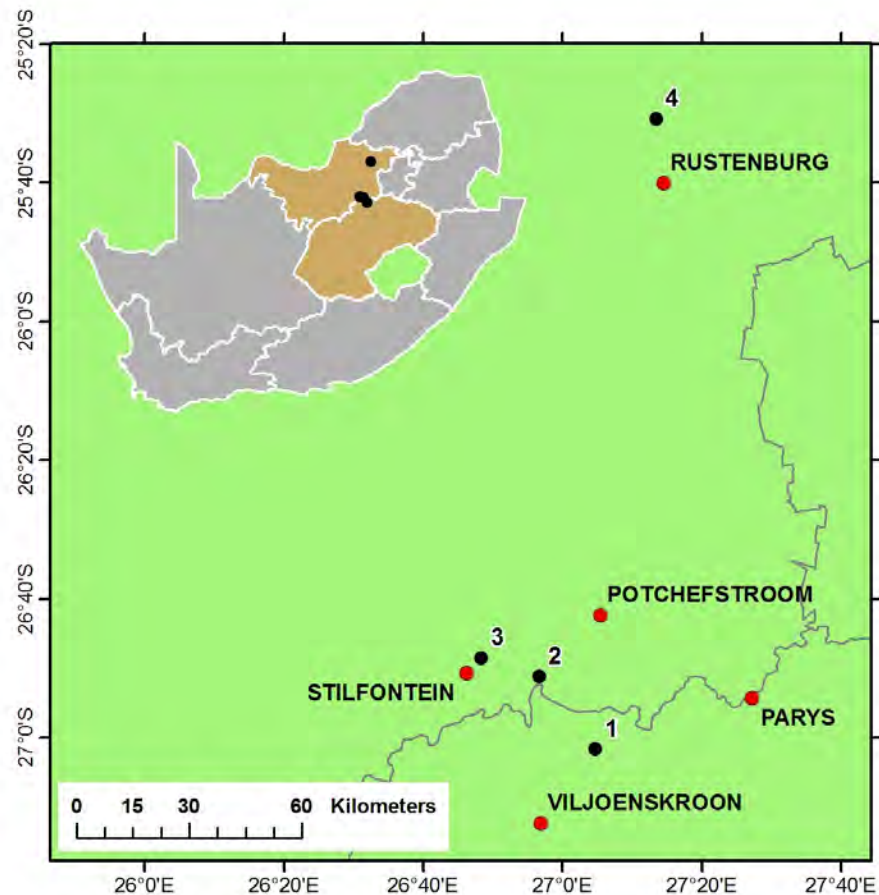 25°20'S
4
RUSTENBURG
25°40'S
26°0'S
26°20'S
26°40'S
POTCHEFSTROOM
3
2
STILFONTEIN
PARYS
27°0'S
1
VILJOENSKROON
0 15 30 60 Kilometers
26°0'E 26°20'E 26°40'E 27°0'E 27°20'E 27°40'E